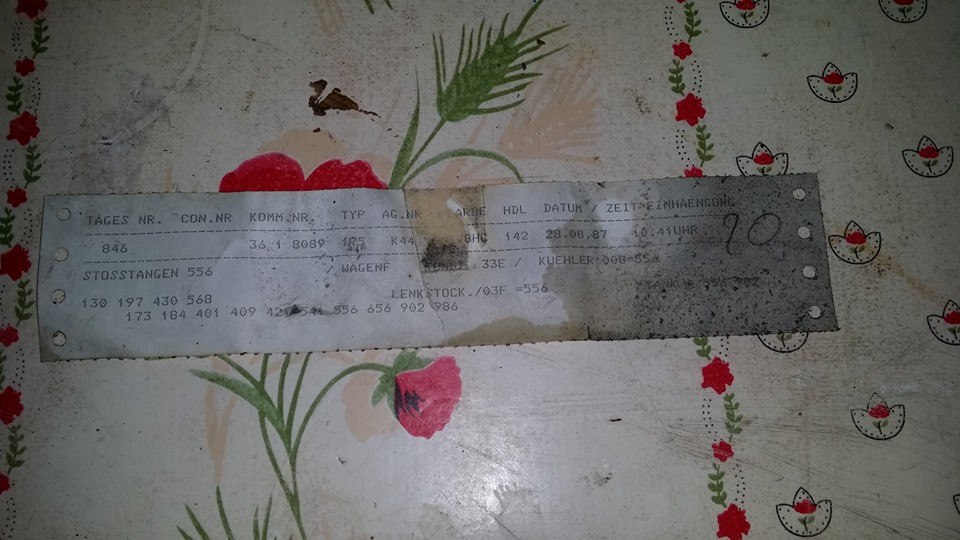 TAGES NR. CON.NR KOMM.NR. TYP AG.NR FARBE HDL DATUM / ZEIT EINHAENGUNG
846 36 1 8089 K44 142 28.08.87 10.41UHR 90
STOSSTANGEN 556 / WAGENF 33E / KUEHLER 008=556
LENKSTOCK./03F =556
130 197 430 568
173 184 401 409 541 556 656 902 986